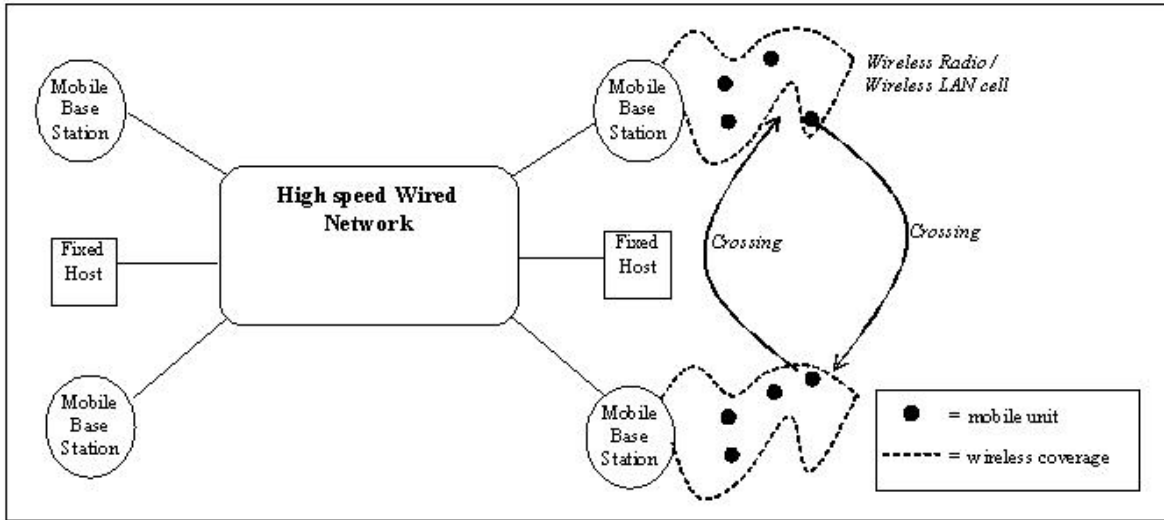 Mobile
Base
Station
Mobile
Base
Station
Wireless Radio /
Wireless LAN cell
High speed Wired
Network
Fixed
Host
Fixed
Host
Crossing
Crossing
Mobile
Base
Station
Mobile
Base
Station
= mobile unit
= wireless coverage